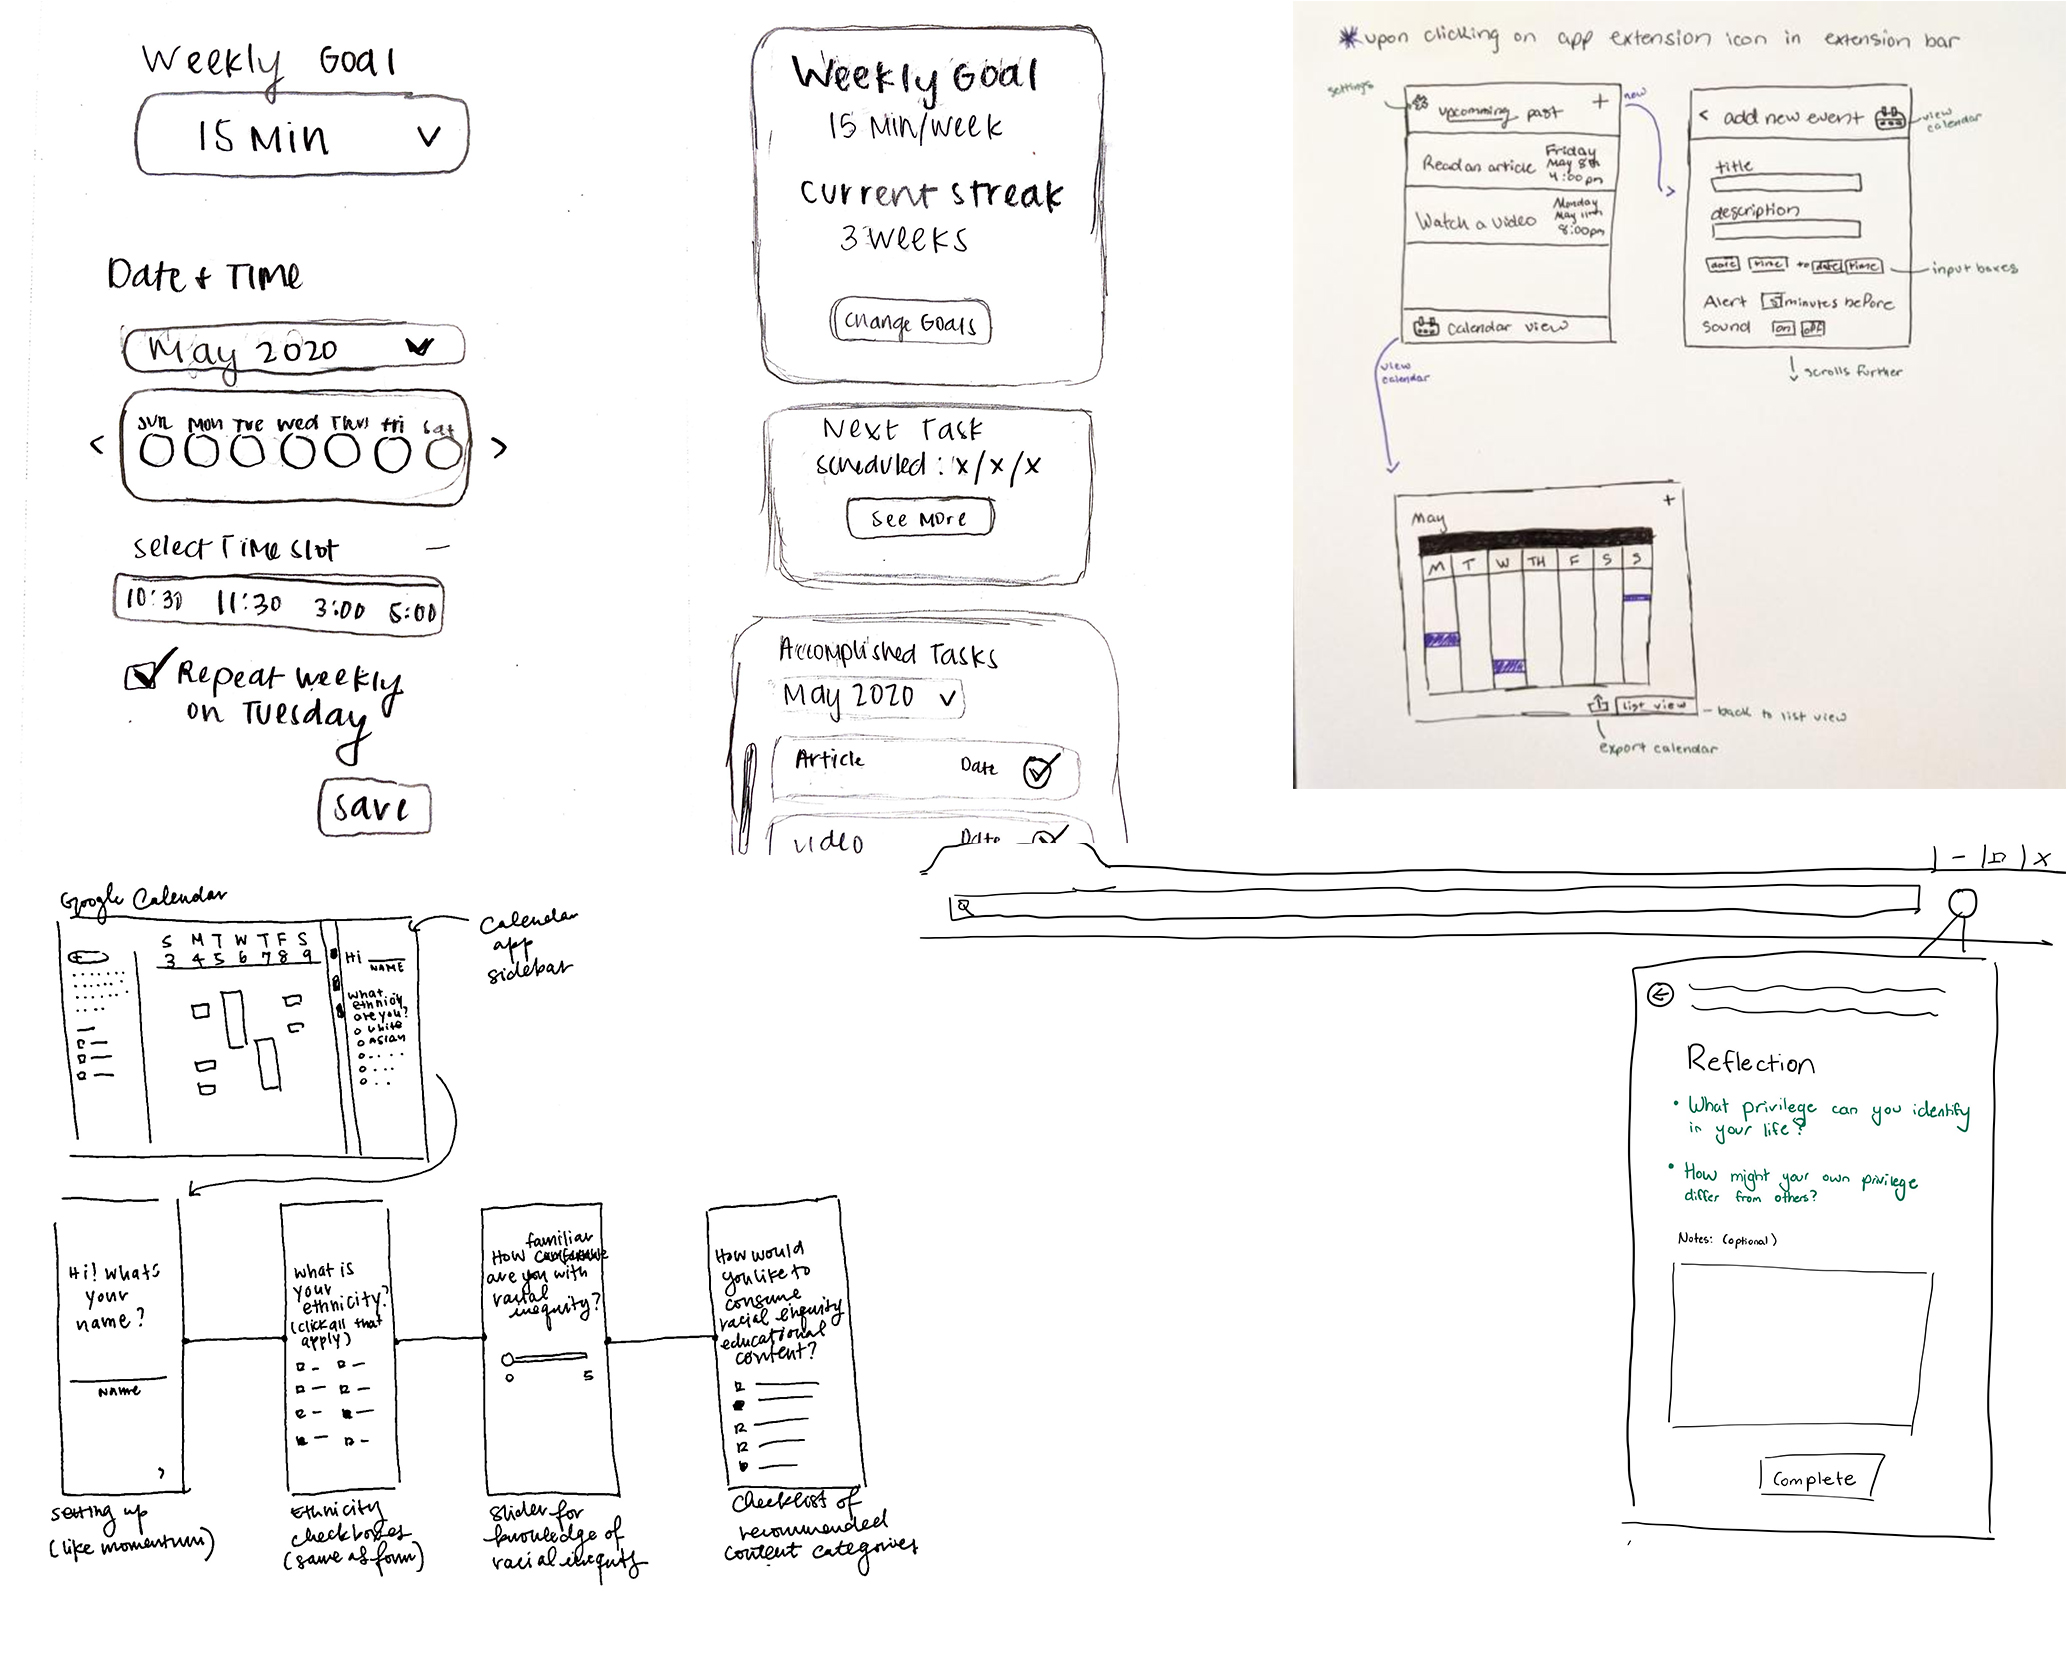 Weekly Goal
15 Min
Date + Time
May 2020
Sun Mon Tue Wed Thur Fri Sat
< >
Select Time Slot —
10:30 11:30 3:00 5:00
Repeat weekly
on Tuesday
Save
Weekly Goal
15 Min/week
Current Streak
3 weeks
Change Goals
Next Task
scheduled: x/x/x
See More
Accomplished Tasks
May 2020
Article Date
Video Date
*upon clicking on app extension icon in extension bar
settings
upcomming past +
new
Read an article
Friday
May 8th
4:00pm
Watch a video
Monday
May 11th
8:00pm
calendar view
view
calendar
< add new event
view
calendar
title
description
date time to date time
input boxes
Alert 5 minutes before
Sound on off
scrolls further
May +
M T W TH F S S
list view
back to list view
export calendar
Google Calendar
S M T W T F S
3 4 5 6 7 8 9
Hi
NAME
What
ethnicity
are you?
white
ASIAN
Calendar
app
sidebar
Hi! Whats
your
name?
NAME
setting up
(like momentum)
What is
your
ethnicity?
(click all that
apply)
Ethnicity
checkboxes
(same as form)
familiar
How
are you with
racial
inequity?
0 5
Slider for
knowledge of
racial inequity
How would
you like to
consume
racial inequity
educational
content?
Checklist of
recommended
content categories
| - | | X
Reflection
• What privilege can you identify
in your life?
• How might your own privilege
differ from others?
Notes: (optional)
Complete